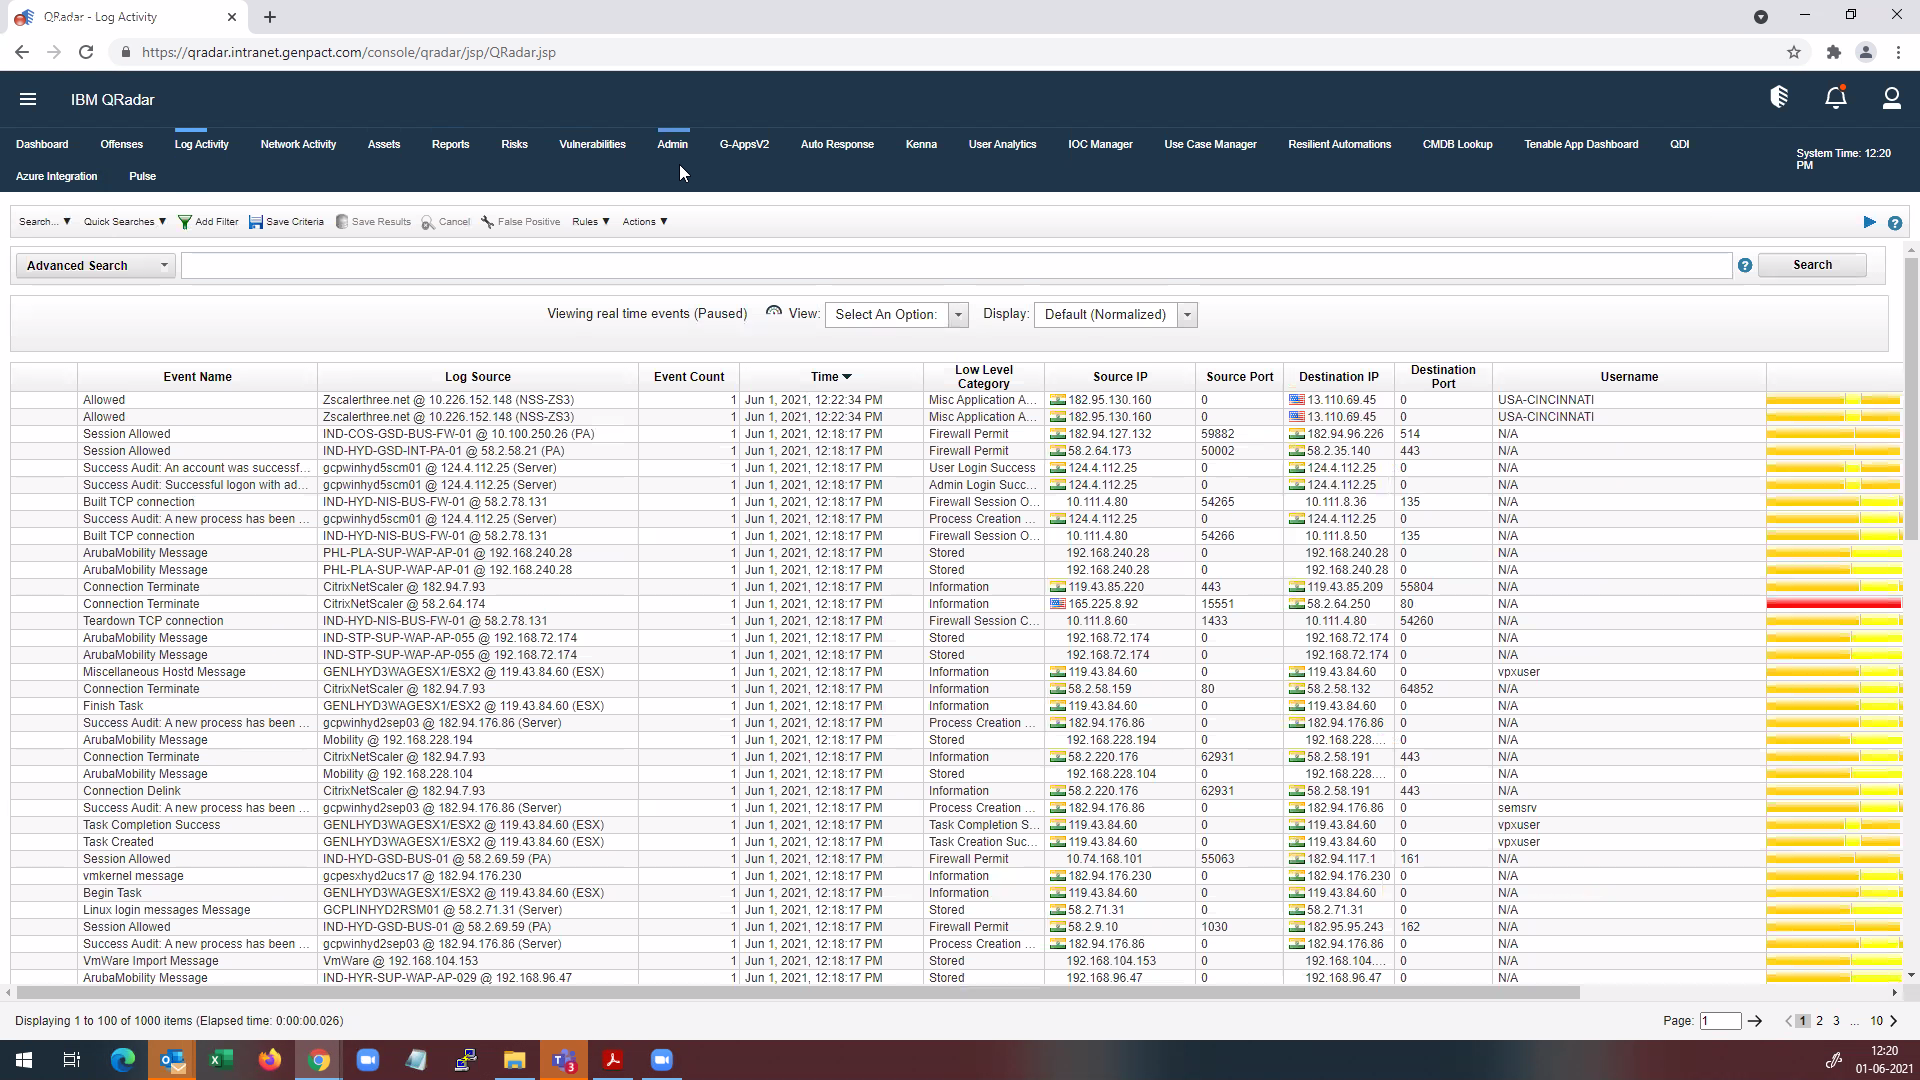 QRadar - Log Activity
https://qradar.intranet.genpact.com/console/qradar/jsp/QRadar.jsp
IBM QRadar
Dashboard Offenses Log Activity Network Activity Assets Reports Risks Vulnerabilities Admin G-AppsV2 Auto Response Kenna User Analytics IOC Manager Use Case Manager Resilient Automations CMDB Lookup Tenable App Dashboard QDI
System Time: 12:20 PM
Azure Integration Pulse
Search... Quick Searches Add Filter Save Criteria Save Results Cancel False Positive Rules Actions
Advanced Search Search
Viewing real time events (Paused) View: Select An Option: Display: Default (Normalized)
Event Name Log Source Event Count Time Low Level Category Source IP Source Port Destination IP Destination Port Username
Allowed Zscalerthree.net @ 10.226.152.148 (NSS-ZS3) 1 Jun 1, 2021, 12:22:34 PM Misc Application A... 182.95.130.160 0 13.110.69.45 0 USA-CINCINNATI
Allowed Zscalerthree.net @ 10.226.152.148 (NSS-ZS3) 1 Jun 1, 2021, 12:22:34 PM Misc Application A... 182.95.130.160 0 13.110.69.45 0 USA-CINCINNATI
Session Allowed IND-COS-GSD-BUS-FW-01 @ 10.100.250.26 (PA) 1 Jun 1, 2021, 12:18:17 PM Firewall Permit 182.94.127.132 59882 182.94.96.226 514 N/A
Session Allowed IND-HYD-GSD-INT-PA-01 @ 58.2.58.21 (PA) 1 Jun 1, 2021, 12:18:17 PM Firewall Permit 58.2.64.173 50002 58.2.35.140 443 N/A
Success Audit: An account was successf... gcpwinhyd5scm01 @ 124.4.112.25 (Server) 1 Jun 1, 2021, 12:18:17 PM User Login Success 124.4.112.25 0 124.4.112.25 0 N/A
Success Audit: Successful logon with ad... gcpwinhyd5scm01 @ 124.4.112.25 (Server) 1 Jun 1, 2021, 12:18:17 PM Admin Login Succ... 124.4.112.25 0 124.4.112.25 0 N/A
Built TCP connection IND-HYD-NIS-BUS-FW-01 @ 58.2.78.131 1 Jun 1, 2021, 12:18:17 PM Firewall Session O... 10.111.4.80 54265 10.111.8.36 135 N/A
Success Audit: A new process has been ... gcpwinhyd5scm01 @ 124.4.112.25 (Server) 1 Jun 1, 2021, 12:18:17 PM Process Creation ... 124.4.112.25 0 124.4.112.25 0 N/A
Built TCP connection IND-HYD-NIS-BUS-FW-01 @ 58.2.78.131 1 Jun 1, 2021, 12:18:17 PM Firewall Session O... 10.111.4.80 54266 10.111.8.50 135 N/A
ArubaMobility Message PHL-PLA-SUP-WAP-AP-01 @ 192.168.240.28 1 Jun 1, 2021, 12:18:17 PM Stored 192.168.240.28 0 192.168.240.28 0 N/A
ArubaMobility Message PHL-PLA-SUP-WAP-AP-01 @ 192.168.240.28 1 Jun 1, 2021, 12:18:17 PM Stored 192.168.240.28 0 192.168.240.28 0 N/A
Connection Terminate CitrixNetScaler @ 182.94.7.93 1 Jun 1, 2021, 12:18:17 PM Information 119.43.85.220 443 119.43.85.209 55804 N/A
Connection Terminate CitrixNetScaler @ 58.2.64.174 1 Jun 1, 2021, 12:18:17 PM Information 165.225.8.92 15551 58.2.64.250 80 N/A
Teardown TCP connection IND-HYD-NIS-BUS-FW-01 @ 58.2.78.131 1 Jun 1, 2021, 12:18:17 PM Firewall Session C... 10.111.8.60 1433 10.111.4.80 54260 N/A
ArubaMobility Message IND-STP-SUP-WAP-AP-055 @ 192.168.72.174 1 Jun 1, 2021, 12:18:17 PM Stored 192.168.72.174 0 192.168.72.174 0 N/A
ArubaMobility Message IND-STP-SUP-WAP-AP-055 @ 192.168.72.174 1 Jun 1, 2021, 12:18:17 PM Stored 192.168.72.174 0 192.168.72.174 0 N/A
Miscellaneous Hostd Message GENLHYD3WAGESX1/ESX2 @ 119.43.84.60 (ESX) 1 Jun 1, 2021, 12:18:17 PM Information 119.43.84.60 0 119.43.84.60 0 vpxuser
Connection Terminate CitrixNetScaler @ 182.94.7.93 1 Jun 1, 2021, 12:18:17 PM Information 58.2.58.159 80 58.2.58.132 64852 N/A
Finish Task GENLHYD3WAGESX1/ESX2 @ 119.43.84.60 (ESX) 1 Jun 1, 2021, 12:18:17 PM Information 119.43.84.60 0 119.43.84.60 0 N/A
Success Audit: A new process has been ... gcpwinhyd2sep03 @ 182.94.176.86 (Server) 1 Jun 1, 2021, 12:18:17 PM Process Creation ... 182.94.176.86 0 182.94.176.86 0 N/A
ArubaMobility Message Mobility @ 192.168.228.194 1 Jun 1, 2021, 12:18:17 PM Stored 192.168.228.194 0 192.168.228.... 0 N/A
Connection Terminate CitrixNetScaler @ 182.94.7.93 1 Jun 1, 2021, 12:18:17 PM Information 58.2.220.176 62931 58.2.58.191 443 N/A
ArubaMobility Message Mobility @ 192.168.228.104 1 Jun 1, 2021, 12:18:17 PM Stored 192.168.228.104 0 192.168.228.... 0 N/A
Connection Delink CitrixNetScaler @ 182.94.7.93 1 Jun 1, 2021, 12:18:17 PM Information 58.2.220.176 62931 58.2.58.191 443 N/A
Success Audit: A new process has been ... gcpwinhyd2sep03 @ 182.94.176.86 (Server) 1 Jun 1, 2021, 12:18:17 PM Process Creation ... 182.94.176.86 0 182.94.176.86 0 semsrv
Task Completion Success GENLHYD3WAGESX1/ESX2 @ 119.43.84.60 (ESX) 1 Jun 1, 2021, 12:18:17 PM Task Completion S... 119.43.84.60 0 119.43.84.60 0 vpxuser
Task Created GENLHYD3WAGESX1/ESX2 @ 119.43.84.60 (ESX) 1 Jun 1, 2021, 12:18:17 PM Task Creation Suc... 119.43.84.60 0 119.43.84.60 0 vpxuser
Session Allowed IND-HYD-GSD-BUS-01 @ 58.2.69.59 (PA) 1 Jun 1, 2021, 12:18:17 PM Firewall Permit 10.74.168.101 55063 182.94.117.1 161 N/A
vmkernel message gcpesxhyd2ucs17 @ 182.94.176.230 1 Jun 1, 2021, 12:18:17 PM Information 182.94.176.230 0 182.94.176.230 0 N/A
Begin Task GENLHYD3WAGESX1/ESX2 @ 119.43.84.60 (ESX) 1 Jun 1, 2021, 12:18:17 PM Information 119.43.84.60 0 119.43.84.60 0 N/A
Linux login messages Message GCPLINHYD2RSM01 @ 58.2.71.31 (Server) 1 Jun 1, 2021, 12:18:17 PM Stored 58.2.71.31 0 58.2.71.31 0 N/A
Session Allowed IND-HYD-GSD-BUS-01 @ 58.2.69.59 (PA) 1 Jun 1, 2021, 12:18:17 PM Firewall Permit 58.2.9.10 1030 182.95.95.243 162 N/A
Success Audit: A new process has been ... gcpwinhyd2sep03 @ 182.94.176.86 (Server) 1 Jun 1, 2021, 12:18:17 PM Process Creation ... 182.94.176.86 0 182.94.176.86 0 N/A
VmWare Import Message VmWare @ 192.168.104.153 1 Jun 1, 2021, 12:18:17 PM Stored 192.168.104.153 0 192.168.104.... 0 N/A
ArubaMobility Message IND-HYR-SUP-WAP-AP-029 @ 192.168.96.47 1 Jun 1, 2021, 12:18:17 PM Stored 192.168.96.47 0 192.168.96.47 0 N/A
Displaying 1 to 100 of 1000 items (Elapsed time: 0:00:00.026) Page: 1 1 2 3 ... 10
3
12:20
01-06-2021